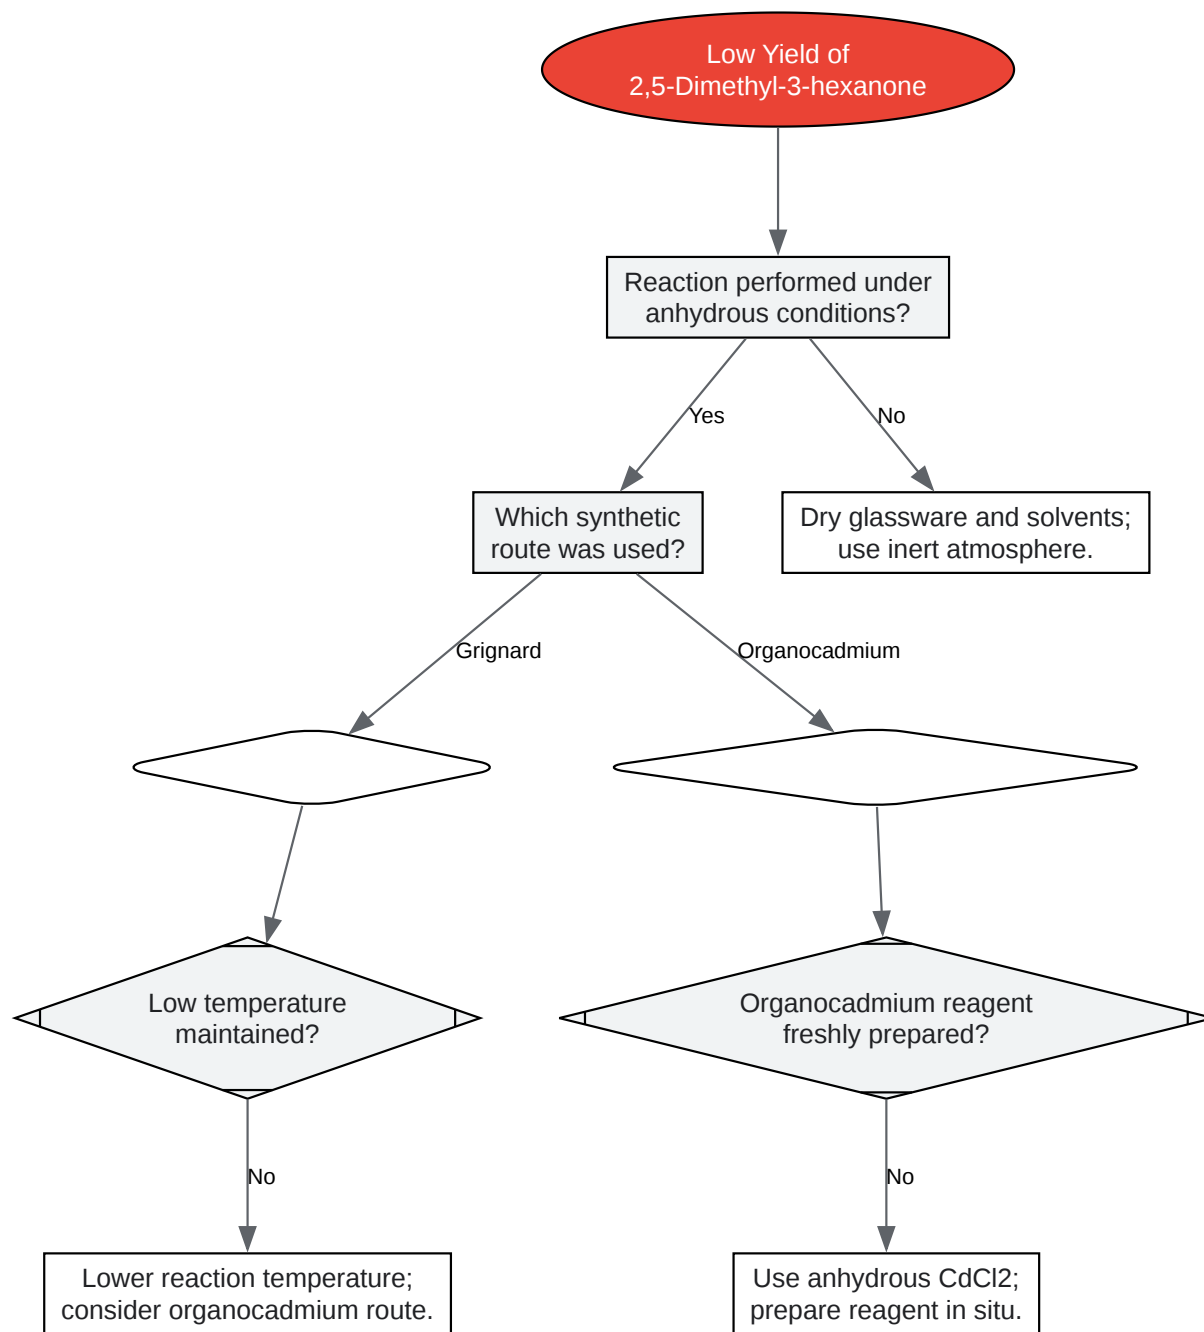 Low Yield of
2,5-Dimethyl-3-hexanone
Reaction performed under
anhydrous conditions?
Yes
No
Which synthetic
route was used?
Dry glassware and solvents;
use inert atmosphere.
Grignard
Organocadmium
Low temperature
maintained?
Organocadmium reagent
freshly prepared?
No
No
Lower reaction temperature;
consider organocadmium route.
Use anhydrous CdCl2;
prepare reagent in situ.